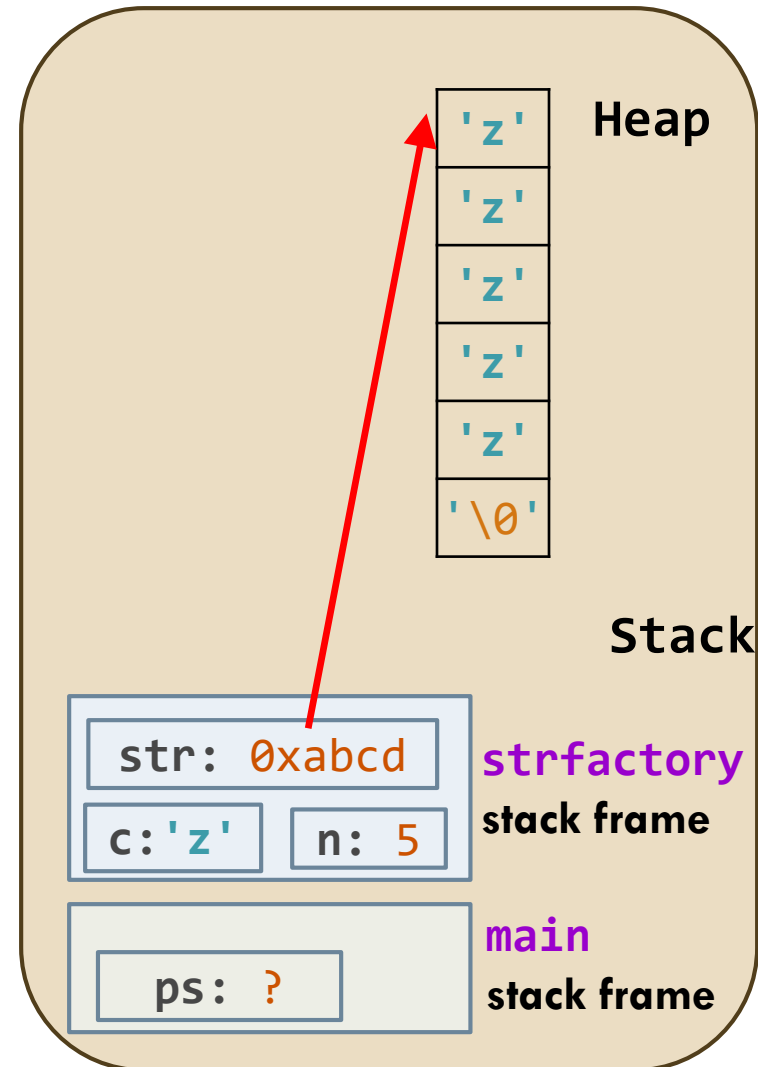 'z' Heap
'z'
'z'
'z'
'z'
'\0'
Stack
str: 0xabcd
strfactory
c:'z' n: 5
stack frame
main
ps: ?
stack frame